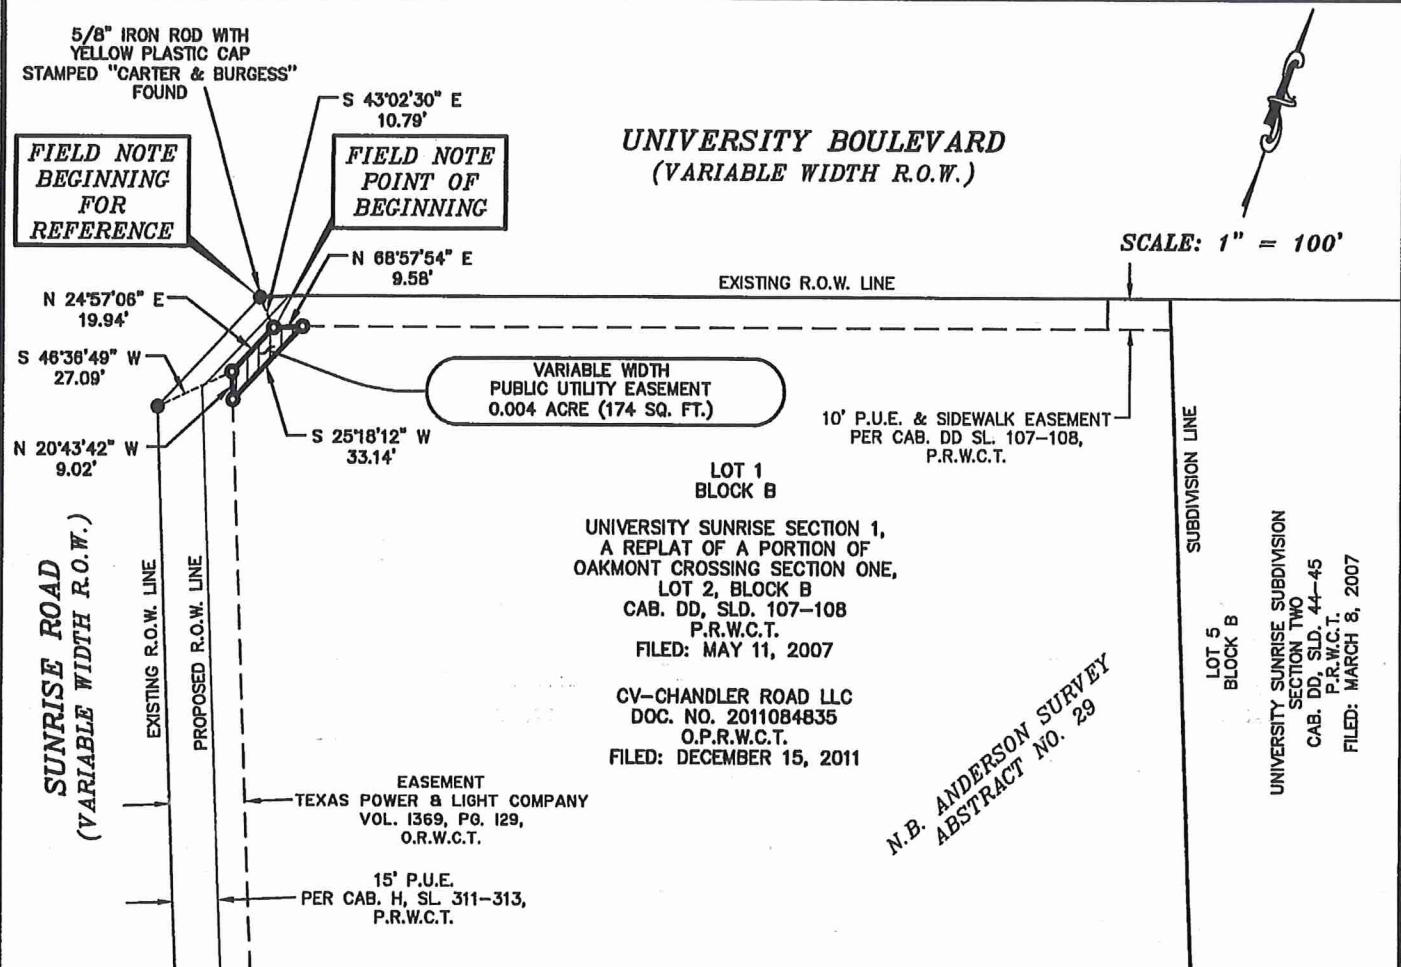 5/8" IRON ROD WITH
YELLOW PLASTIC CAP
STAMPED "CARTER & BURGESS"
FOUND
S 43°02'30" E
10.79'
FIELD NOTE
BEGINNING
FOR
REFERENCE
FIELD NOTE
POINT OF
BEGINNING
UNIVERSITY BOULEVARD
(VARIABLE WIDTH R.O.W.)
SCALE: 1" = 100'
N 68°57'54" E
9.58'
EXISTING R.O.W. LINE
N 24°57'06" E
19.94'
S 46°36'49" W
27.09'
N 20°43'42" W
9.02'
S 25°18'12" W
33.14'
VARIABLE WIDTH
PUBLIC UTILITY EASEMENT
0.004 ACRE (174 SQ. FT.)
10' P.U.E. & SIDEWALK EASEMENT
PER CAB. DD SL. 107-108,
P.R.W.C.T.
LOT 1
BLOCK B
UNIVERSITY SUNRISE SECTION 1,
A REPLAT OF A PORTION OF
OAKMONT CROSSING SECTION ONE,
LOT 2, BLOCK B
CAB. DD, SLD. 107-108
P.R.W.C.T.
FILED: MAY 11, 2007
CV-CHANDLER ROAD LLC
DOC. NO. 2011084835
O.P.R.W.C.T.
FILED: DECEMBER 15, 2011
SUNRISE ROAD
(VARIABLE WIDTH R.O.W.)
EXISTING R.O.W. LINE
PROPOSED R.O.W. LINE
EASEMENT
TEXAS POWER & LIGHT COMPANY
VOL. 1369, PG. 129,
O.R.W.C.T.
15' P.U.E.
PER CAB. H, SL. 311-313,
P.R.W.C.T.
N.B. ANDERSON SURVEY
ABSTRACT NO. 29
SUBDIVISION LINE
LOT 5
BLOCK B
UNIVERSITY SUNRISE SUBDIVISION
SECTION TWO
CAB. DD, SLD. 44-45
P.R.W.C.T.
FILED: MARCH 8, 2007